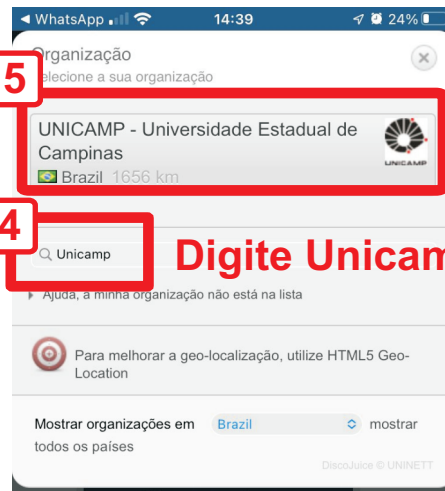 WhatsApp 14:39 24%
Organização
elecione a sua organização
5
UNICAMP - Universidade Estadual de
Campinas
UNICAMP
Brazil 1656 km
4
Unicamp
Digite Unicam
Ajuda, a minha organização não está na lista
Para melhorar a geo-localização, utilize HTML5 Geo-
Location
Mostrar organizações em Brazil mostrar
todos os países
DiscoJuice © UNINETT